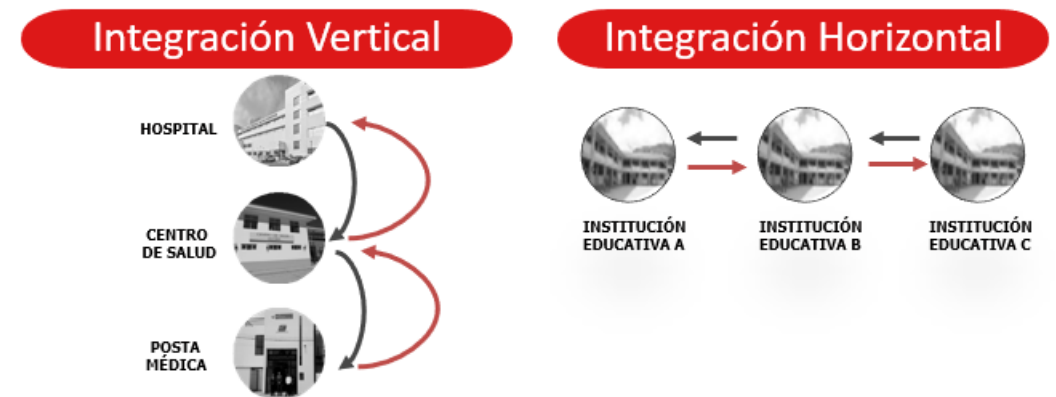 Integración Vertical
HOSPITAL
CENTRO
DE SALUD
POSTA
MÉDICA
Integración Horizontal
INSTITUCIÓN
EDUCATIVA A
INSTITUCIÓN
EDUCATIVA B
INSTITUCIÓN
EDUCATIVA C